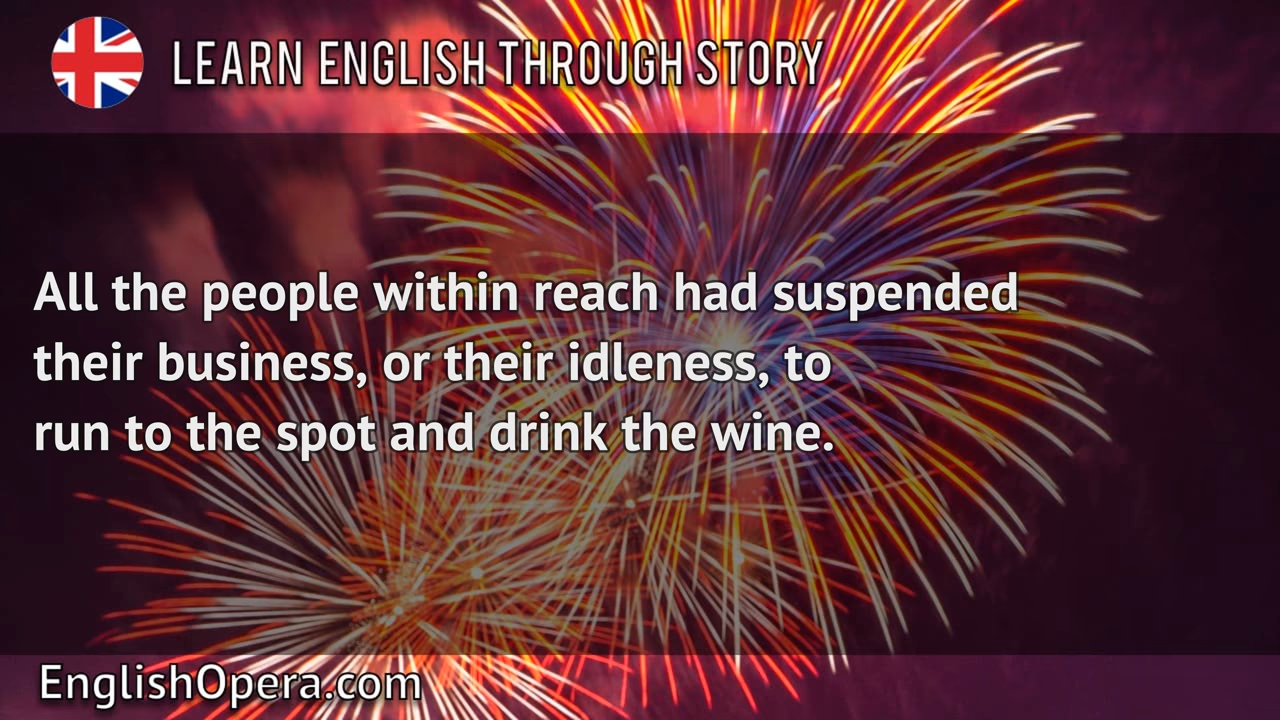 LEARN ENGLISH THROUGH STORY
All the people within reach had suspended
their business, or their idleness, to
run to the spot and drink the wine.
EnglishOpera.com